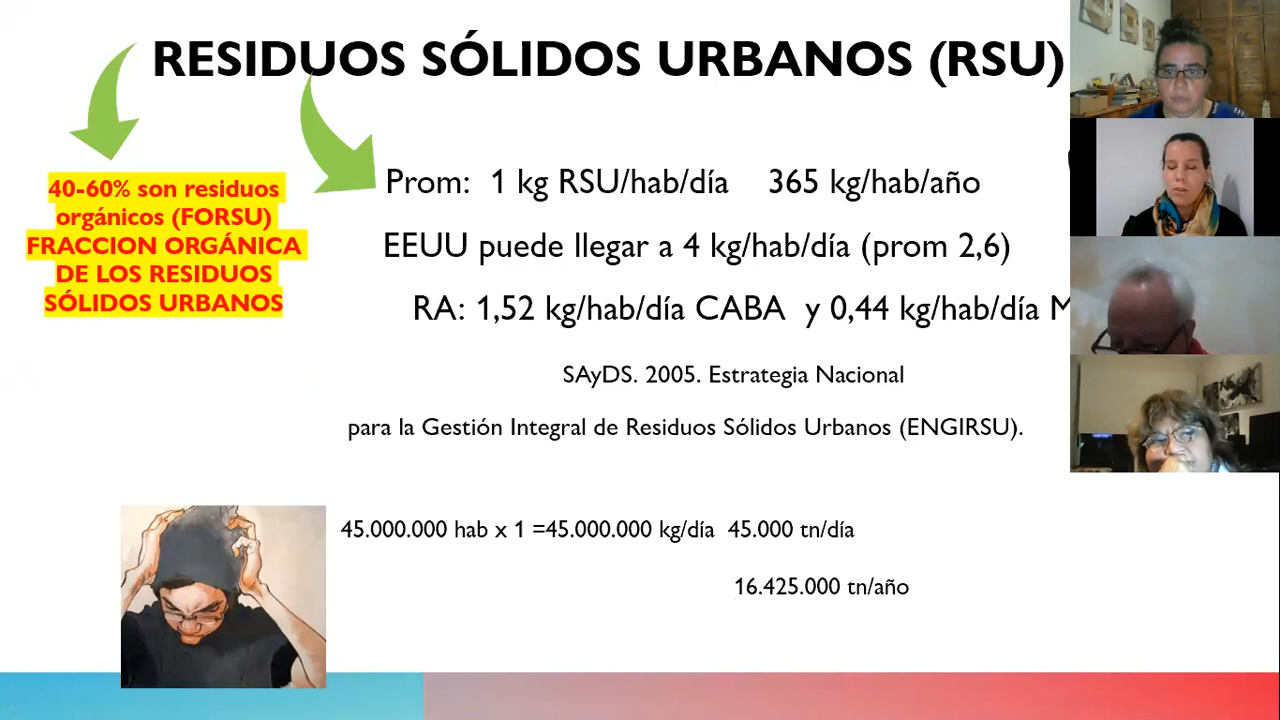 RESIDUOS SÓLIDOS URBANOS (RSU)
40-60% son residuos
orgánicos (FORSU)
FRACCION ORGÁNICA
DE LOS RESIDUOS
SÓLIDOS URBANOS
Prom: 1 kg RSU/hab/día 365 kg/hab/año
EEUU puede llegar a 4 kg/hab/día (prom 2,6)
RA: 1,52 kg/hab/día CABA y 0,44 kg/hab/día
SAyDS. 2005. Estrategia Nacional
para la Gestión Integral de Residuos Sólidos Urbanos (ENGIRSU).
45.000.000 hab x 1 =45.000.000 kg/día 45.000 tn/día
16.425.000 tn/año